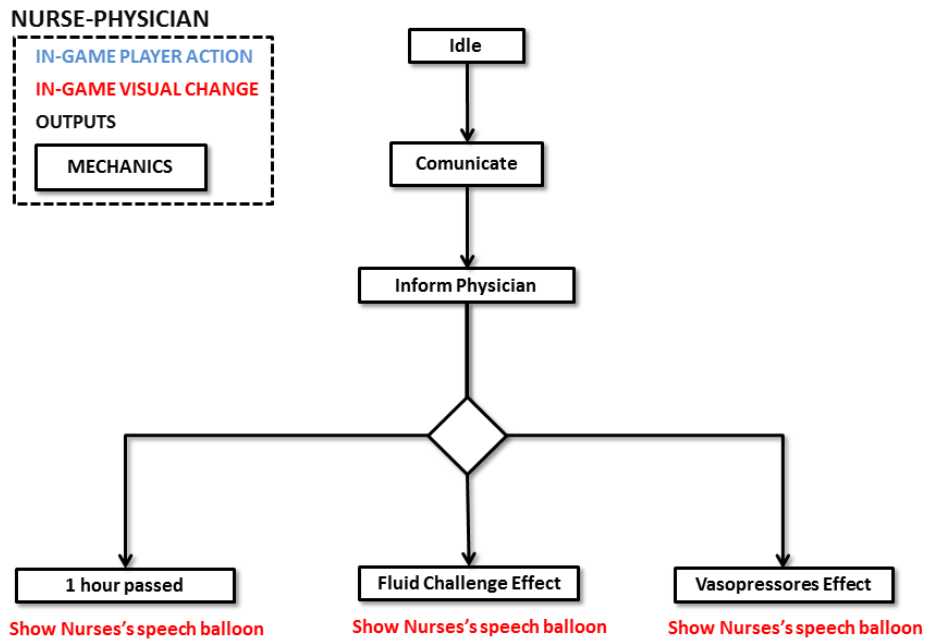 NURSE-PHYSICIAN
IN-GAME PLAYER ACTION
IN-GAME VISUAL CHANGE
OUTPUTS
MECHANICS
Idle
Comunicate
Inform Physician
1 hour passed
Fluid Challenge Effect
Vasopressores Effect
Show Nurses's speech balloon
Show Nurses's speech balloon
Show Nurses's speech balloon